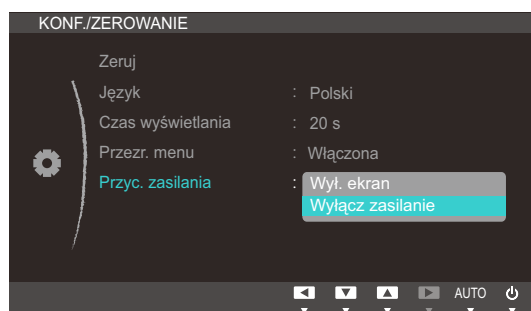 KONF./ZEROWANIE
Zeruj
Język : Polski
Czas wyświetlania : 20 s
Przezr. menu : Włączona
Przyc. zasilania : Wył. ekran
Wyłącz zasilanie
AUTO